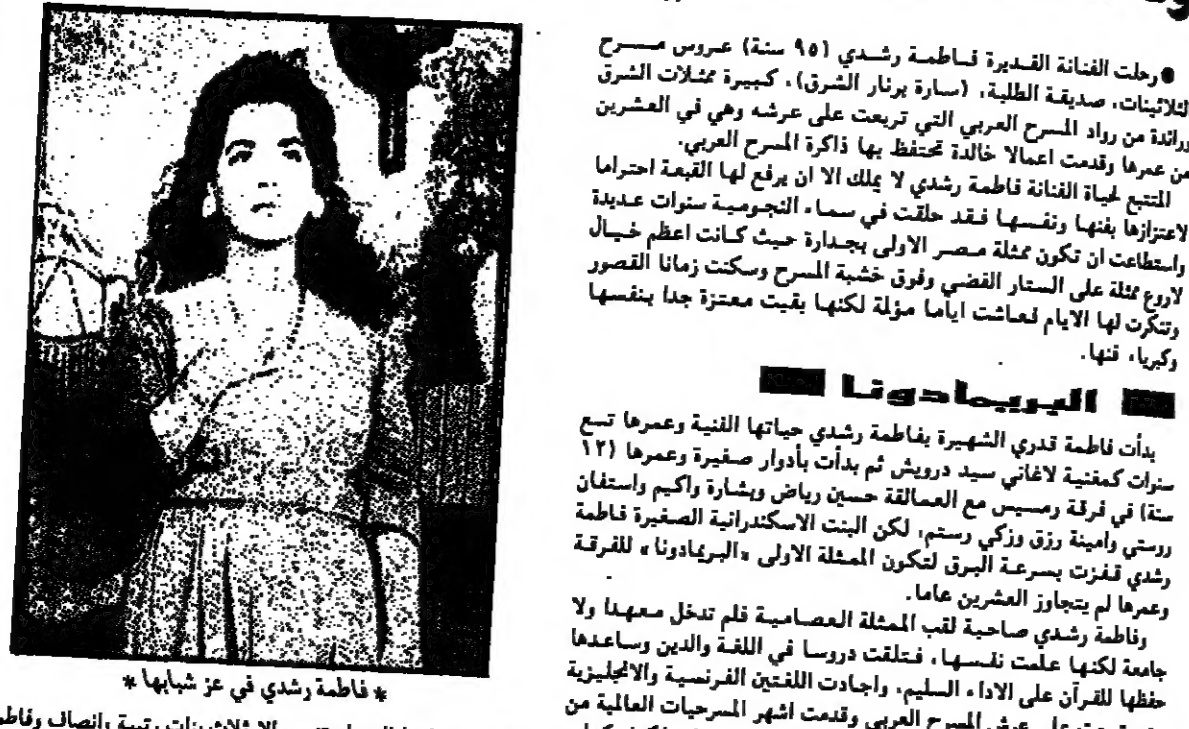 ●رحلت الفنانة القديرة فاطمة رشدي (٩٥ سنة) عروس مسرح
لثلاثينات، صديقة الطلبة، (سارة برنار الشرق)، كبيرة ممثلات الشرق
ورائدة من رواد المسرح العربي التي تربعت على عرشه وهي في العشرين
من عمرها وقدمت اعمالا خالدة تحتفظ بها ذاكرة المسرح العربي.
المتتبع لحياة الفنانة فاطمة رشدي لا يملك الا ان يرفع لها القبعة احتراما
لاعتزازها بفنها ونفسها فقد حلقت في سماء النجومية سنوات عديدة
واستطاعت ان تكون ممثلة مصر الاولى بجدارة حيث كانت اعظم خيال
لاروع ممثلة على الستار الفضي وفوق خشبة المسرح وسكنت زمانا القصور
وتنكرت لها الايام فعاشت اياما مؤلة لكنها بقيت معتزة جدا بنفسها
وكبرياء فنها.
البريمادونا
بدأت فاطمة قدري الشهيرة بفاطمة رشدي حياتها الفنية وعمرها تسع
سنوات كمغنية لاغاني سيد درويش ثم بدأت بأدوار صغيرة وعمرها (١٢
سنة) في فرقة رمسيس مع العمالقة حسين رياض وبشارة واكيم واستفان
روستي وامينة رزق وزكي رستم، لكن البنت الاسكندرانية الصغيرة فاطمة
رشدي قفزت بسرعة البرق لتكون الممثلة الاولى «البريمادونا» للفرقة
وعمرها لم يتجاوز العشرين عاما.
وفاطمة رشدي صاحبة لقب الممثلة العصامية فلم تدخل معهدا ولا
جامعة لكنها علمت نفسها، فتلقت دروسا في اللغة والدين وساعدها
حفظها للقرآن على الاداء السليم، واجادت اللغتين الفرنسية والانجليزية
على عرش المسرح العربي وقدمت اشهر المسرحيات العالمية من
* فاطمة رشدي في عز شبابها *
رتيبة وانصاف وفاطم